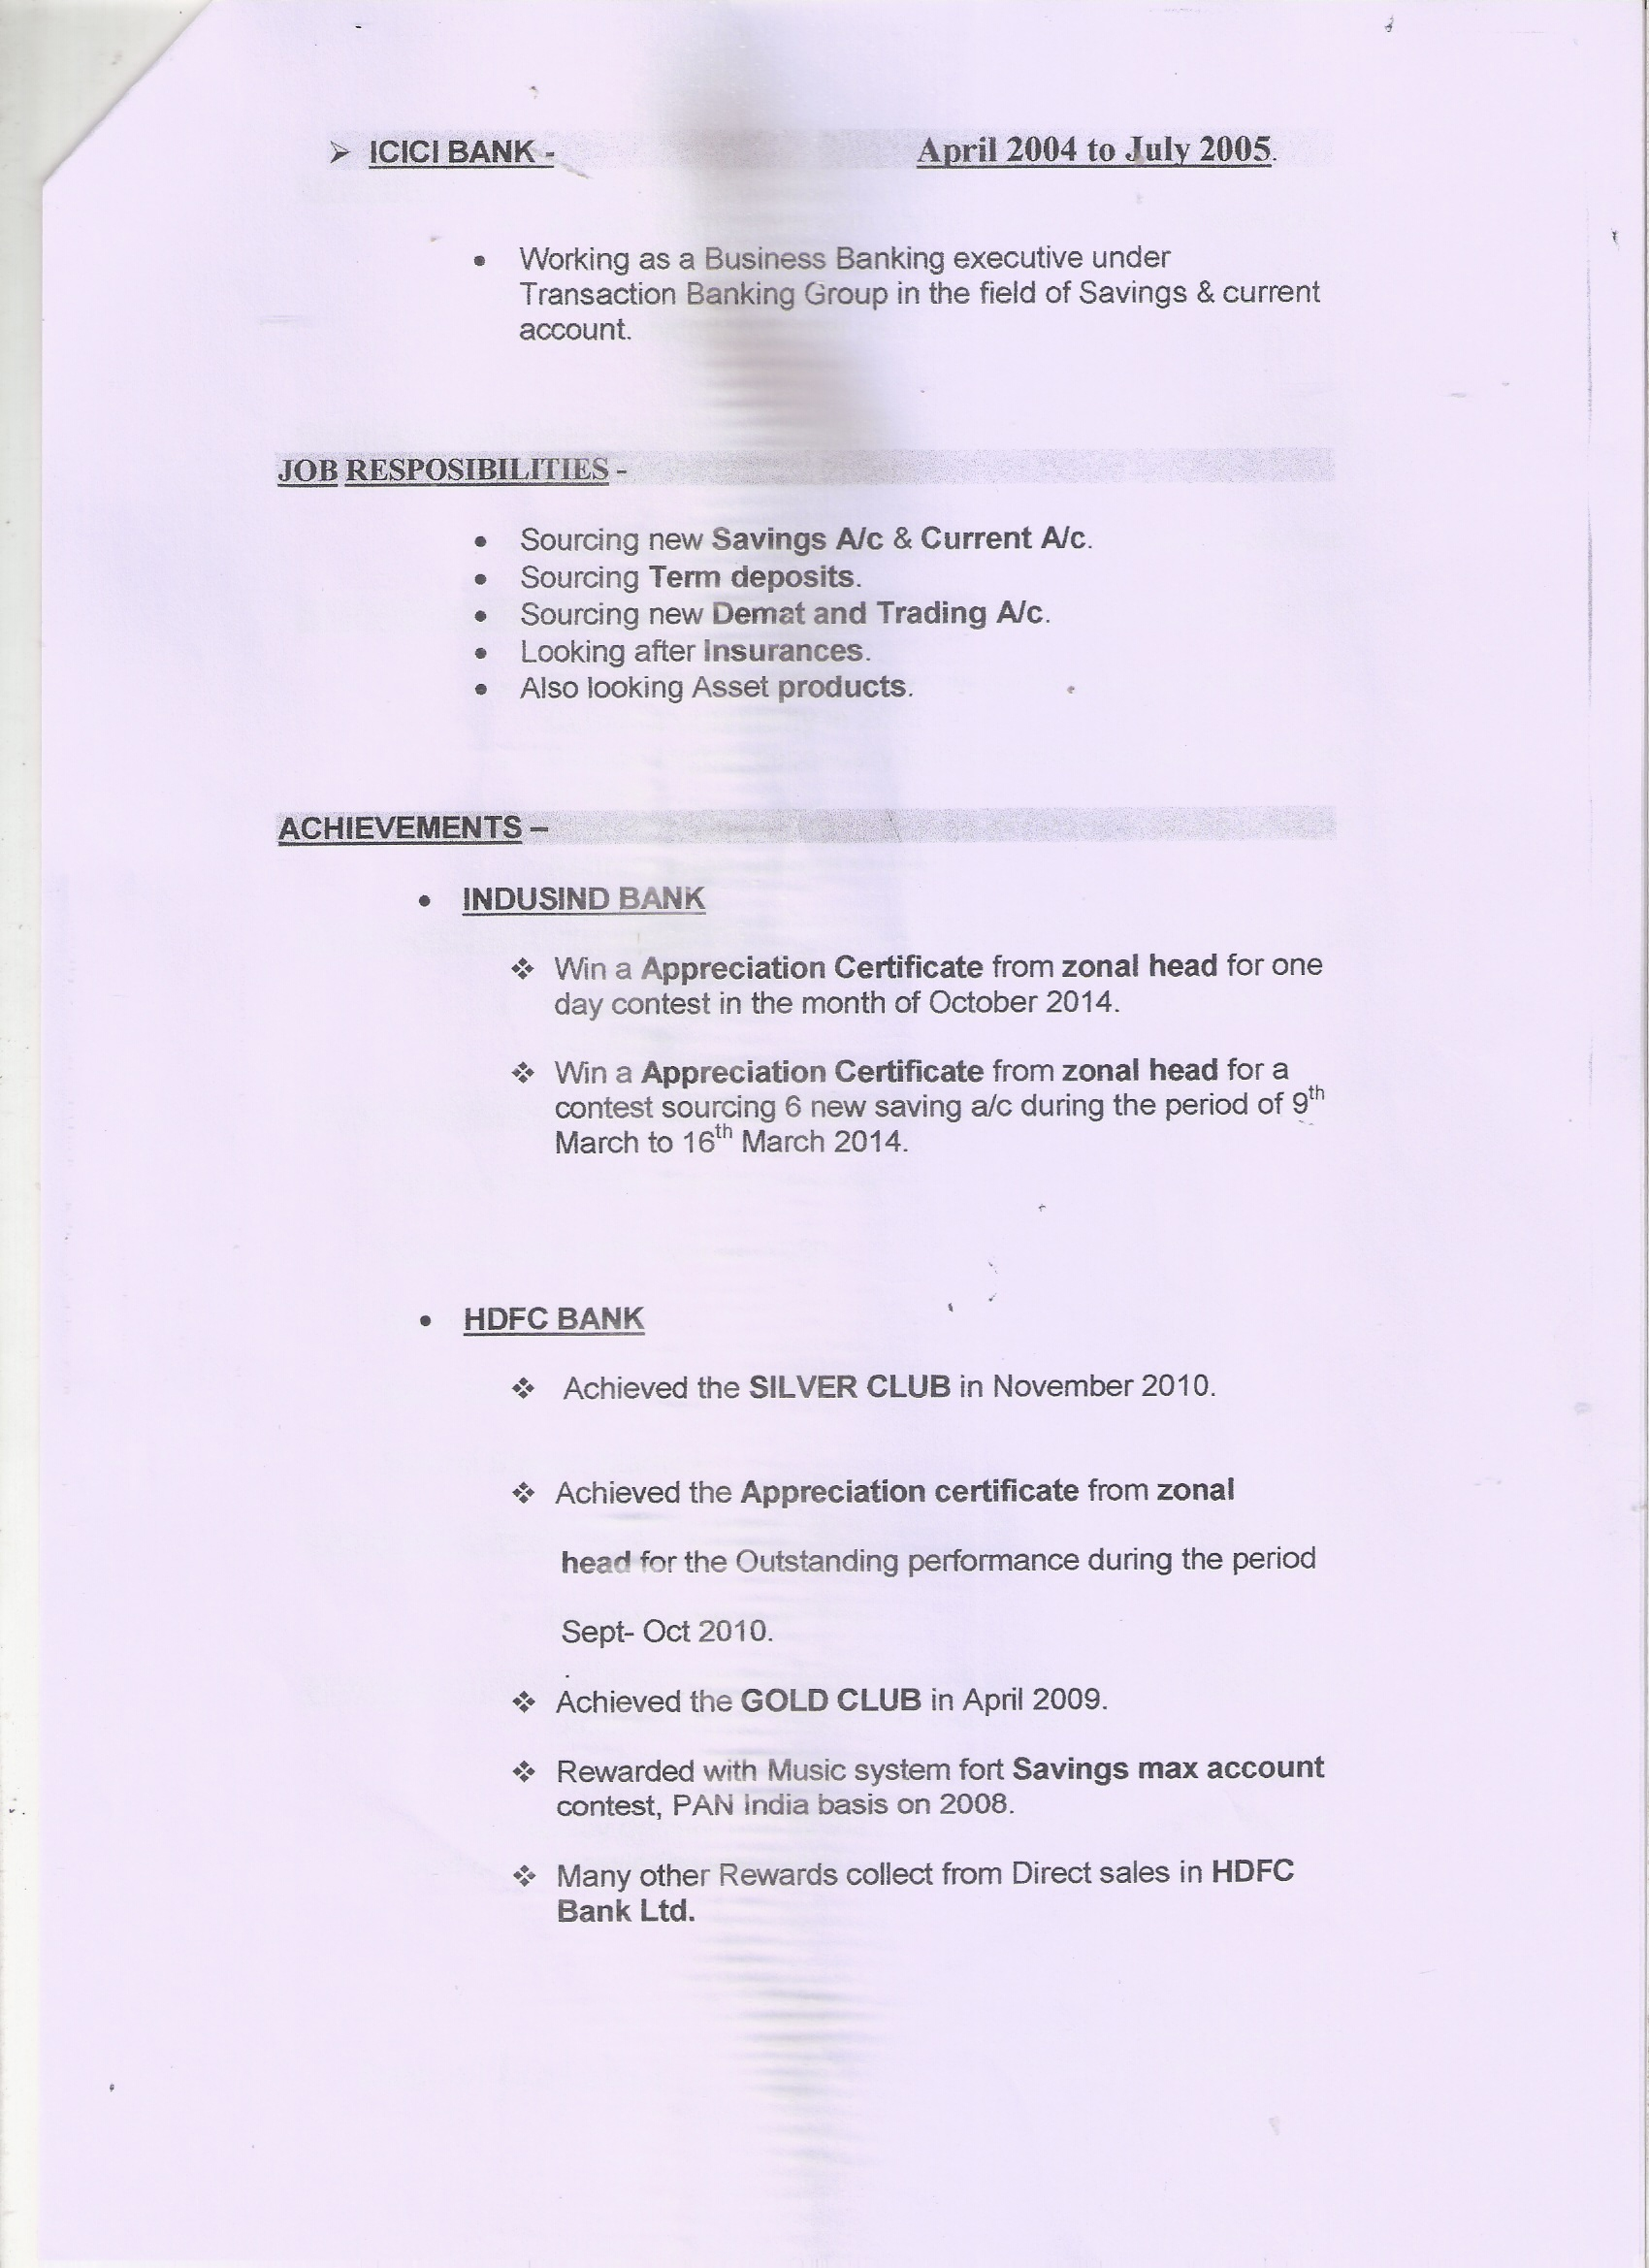 ➢ ICICI BANK - April 2004 to July 2005.
• Working as a Business Banking executive under
Transaction Banking Group in the field of Savings & current
account.
JOB RESPOSIBILITIES -
• Sourcing new Savings A/c & Current A/c.
• Sourcing Term deposits.
• Sourcing new Demat and Trading A/c.
• Looking after Insurances.
• Also looking Asset products.
ACHIEVEMENTS –
• INDUSIND BANK
❖ Win a Appreciation Certificate from zonal head for one
day contest in the month of October 2014.
❖ Win a Appreciation Certificate from zonal head for a
contest sourcing 6 new saving a/c during the period of 9th
March to 16th March 2014.
• HDFC BANK
❖ Achieved the SILVER CLUB in November 2010.
❖ Achieved the Appreciation certificate from zonal
head for the Outstanding performance during the period
Sept- Oct 2010.
❖ Achieved the GOLD CLUB in April 2009.
❖ Rewarded with Music system fort Savings max account
contest, PAN India basis on 2008.
❖ Many other Rewards collect from Direct sales in HDFC
Bank Ltd.